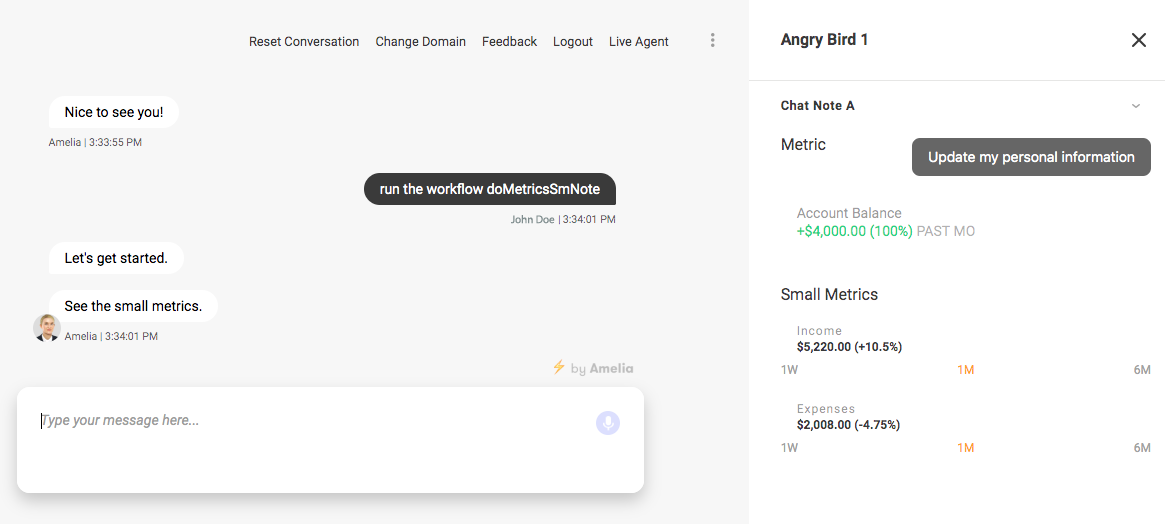 Reset Conversation Change Domain Feedback Logout Live Agent
Nice to see you!
Amelia | 3:33:55 PM
run the workflow doMetricsSmNote
John Doe | 3:34:01 PM
Let's get started.
See the small metrics.
Amelia | 3:34:01 PM
by Amelia
Type your message here...
Angry Bird 1
Chat Note A
Metric
Update my personal information
Account Balance
+$4,000.00 (100%) PAST MO
Small Metrics
Income
$5,220.00 (+10.5%)
1W 1M 6M
Expenses
$2,008.00 (-4.75%)
1W 1M 6M